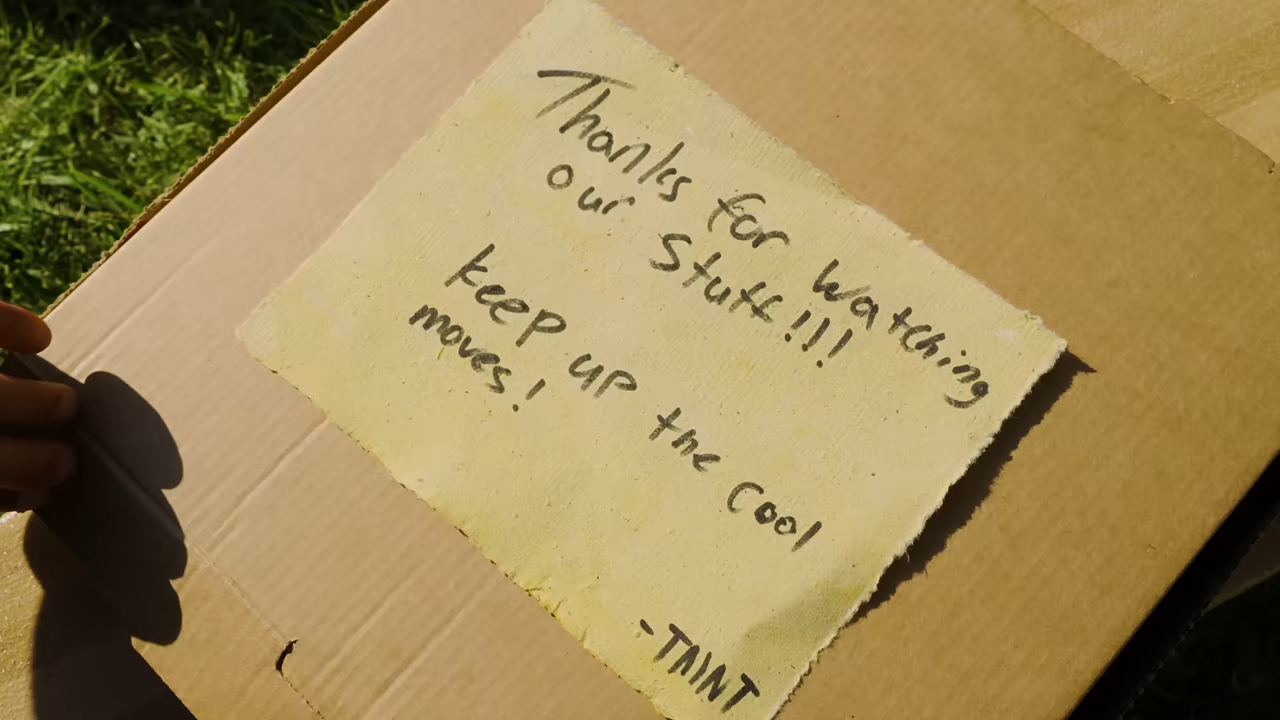 Thanks for Watching
our Stuff!!!
keep up the Cool
moves!
-TAINT